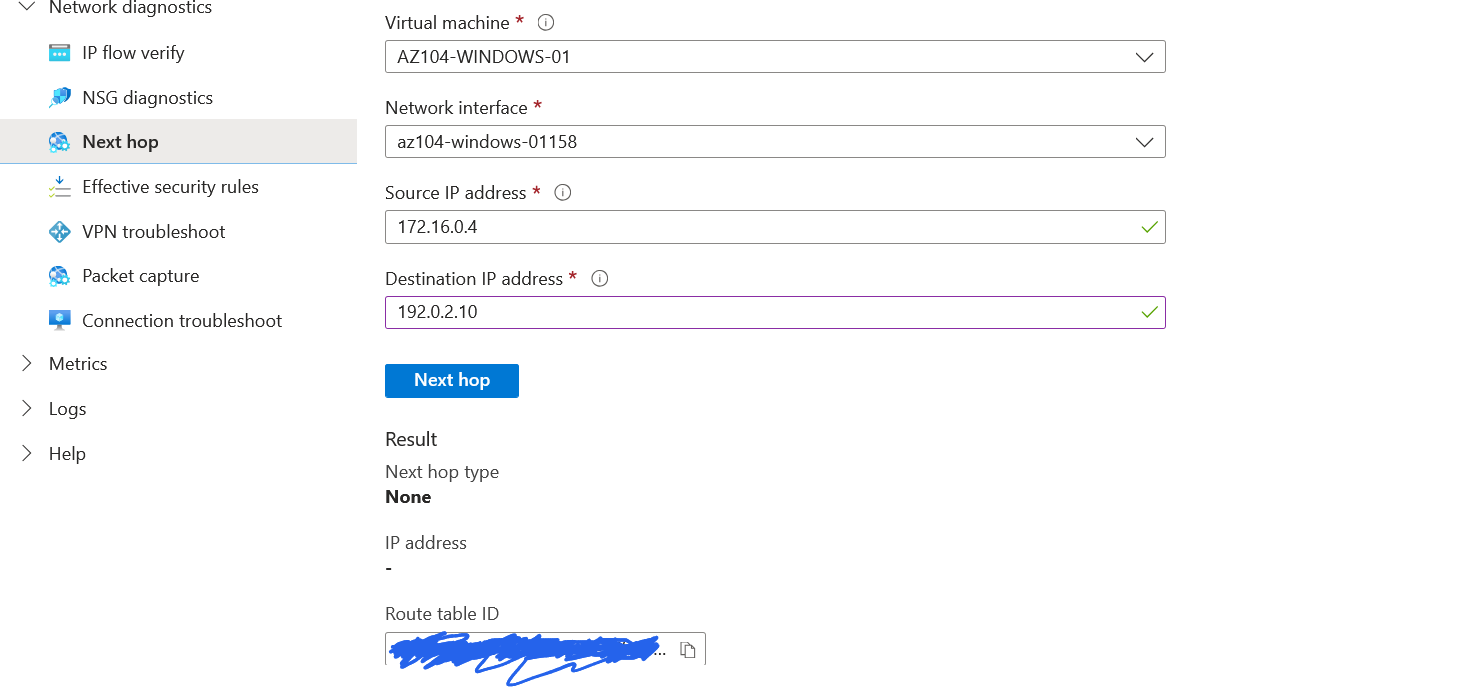 Network diagnostics
IP flow verify
NSG diagnostics
Next hop
Effective security rules
VPN troubleshoot
Packet capture
Connection troubleshoot
Metrics
Logs
Help
Virtual machine *
AZ104-WINDOWS-01
Network interface *
az104-windows-01158
Source IP address *
172.16.0.4
Destination IP address *
192.0.2.10
Next hop
Result
Next hop type
None
IP address
-
Route table ID
...